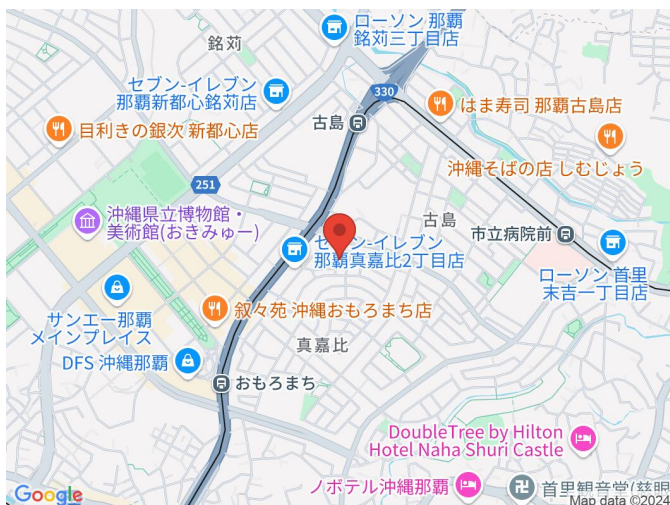 ローソン 那覇
銘苅三丁目店
銘苅
セブン-イレブン
那覇新都心銘苅店
330
はま寿司 那覇古島店
目利きの銀次 新都心店
古島
沖縄そばの店 しむじょう
251
沖縄県立博物館・
美術館(おきみゅー)
古島
市立病院前
セブン-イレブン
那覇真嘉比2丁目店
ローソン 首里
末吉一丁目店
サンエー那覇
メインプレイス
叙々苑 沖縄おもろまち店
真嘉比
DFS 沖縄那覇
おもろまち
DoubleTree by Hilton
Hotel Naha Shuri Castle
ノボテル沖縄那覇
首里観音堂(慈眼
Google
Map data ©2024